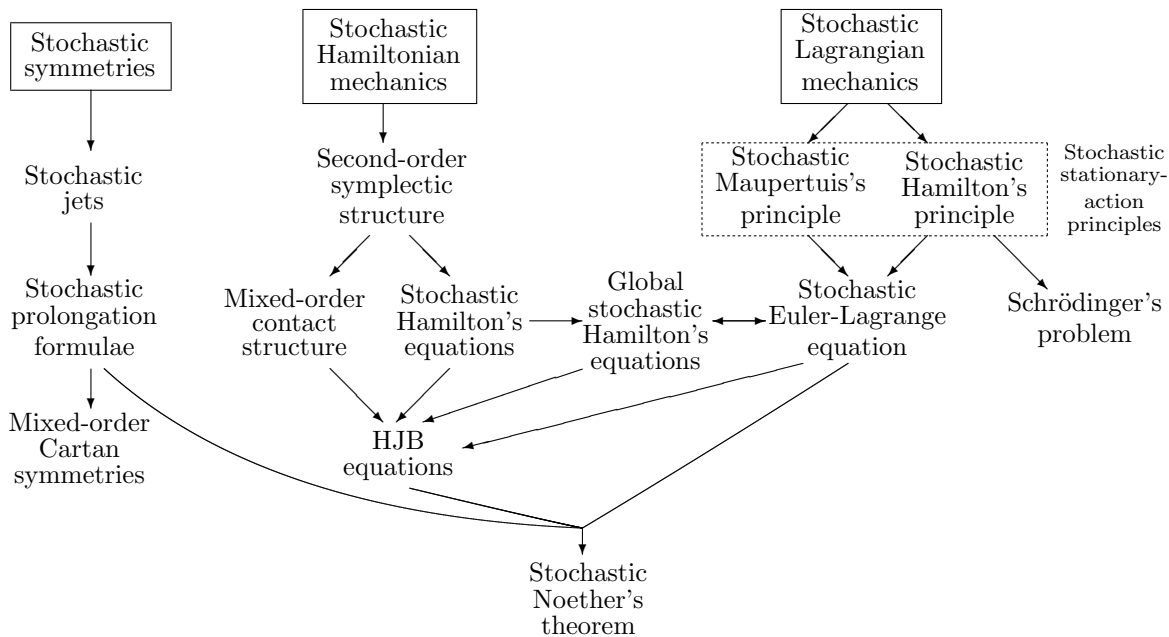 Stochastic
symmetries
Stochastic
Hamiltonian
mechanics
Stochastic
Lagrangian
mechanics
Stochastic
jets
Second-order
symplectic
structure
Stochastic
Maupertuis's
principle
Stochastic
Hamilton's
principle
Stochastic
stationary-
action
principles
Stochastic
prolongation
formulae
Mixed-order
contact
structure
Stochastic
Hamilton's
equations
Global
stochastic
Hamilton's
equations
Stochastic
Euler-Lagrange
equation
Schrödinger's
problem
Mixed-order
Cartan
symmetries
HJB
equations
Stochastic
Noether's
theorem